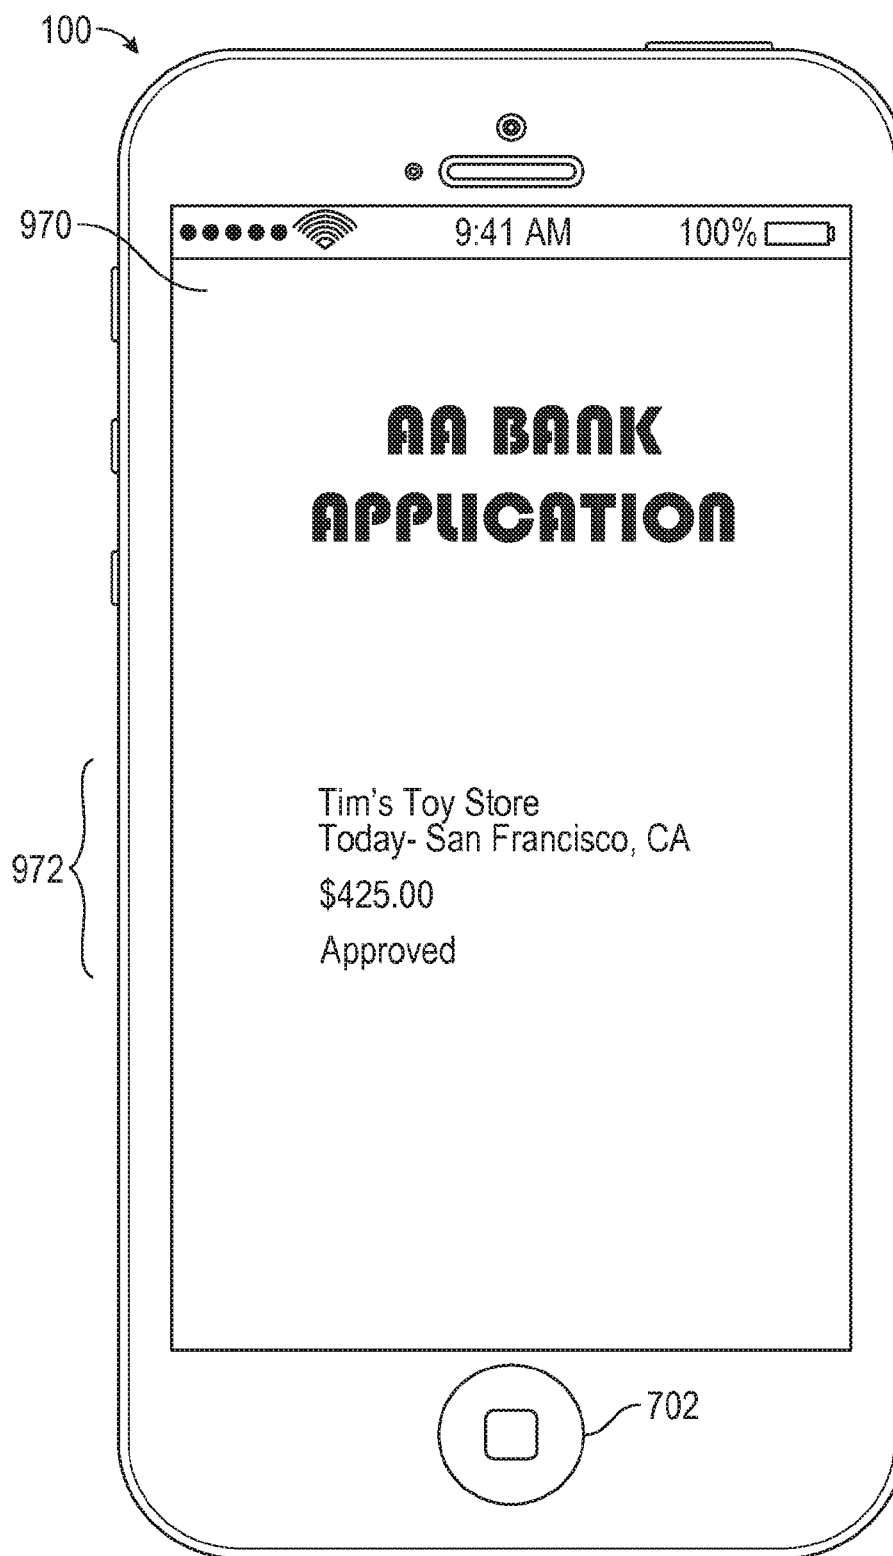 100
970
9:41 AM 100%
AA BANK
APPLICATION
972
Tim's Toy Store
Today- San Francisco, CA
$425.00
Approved
702